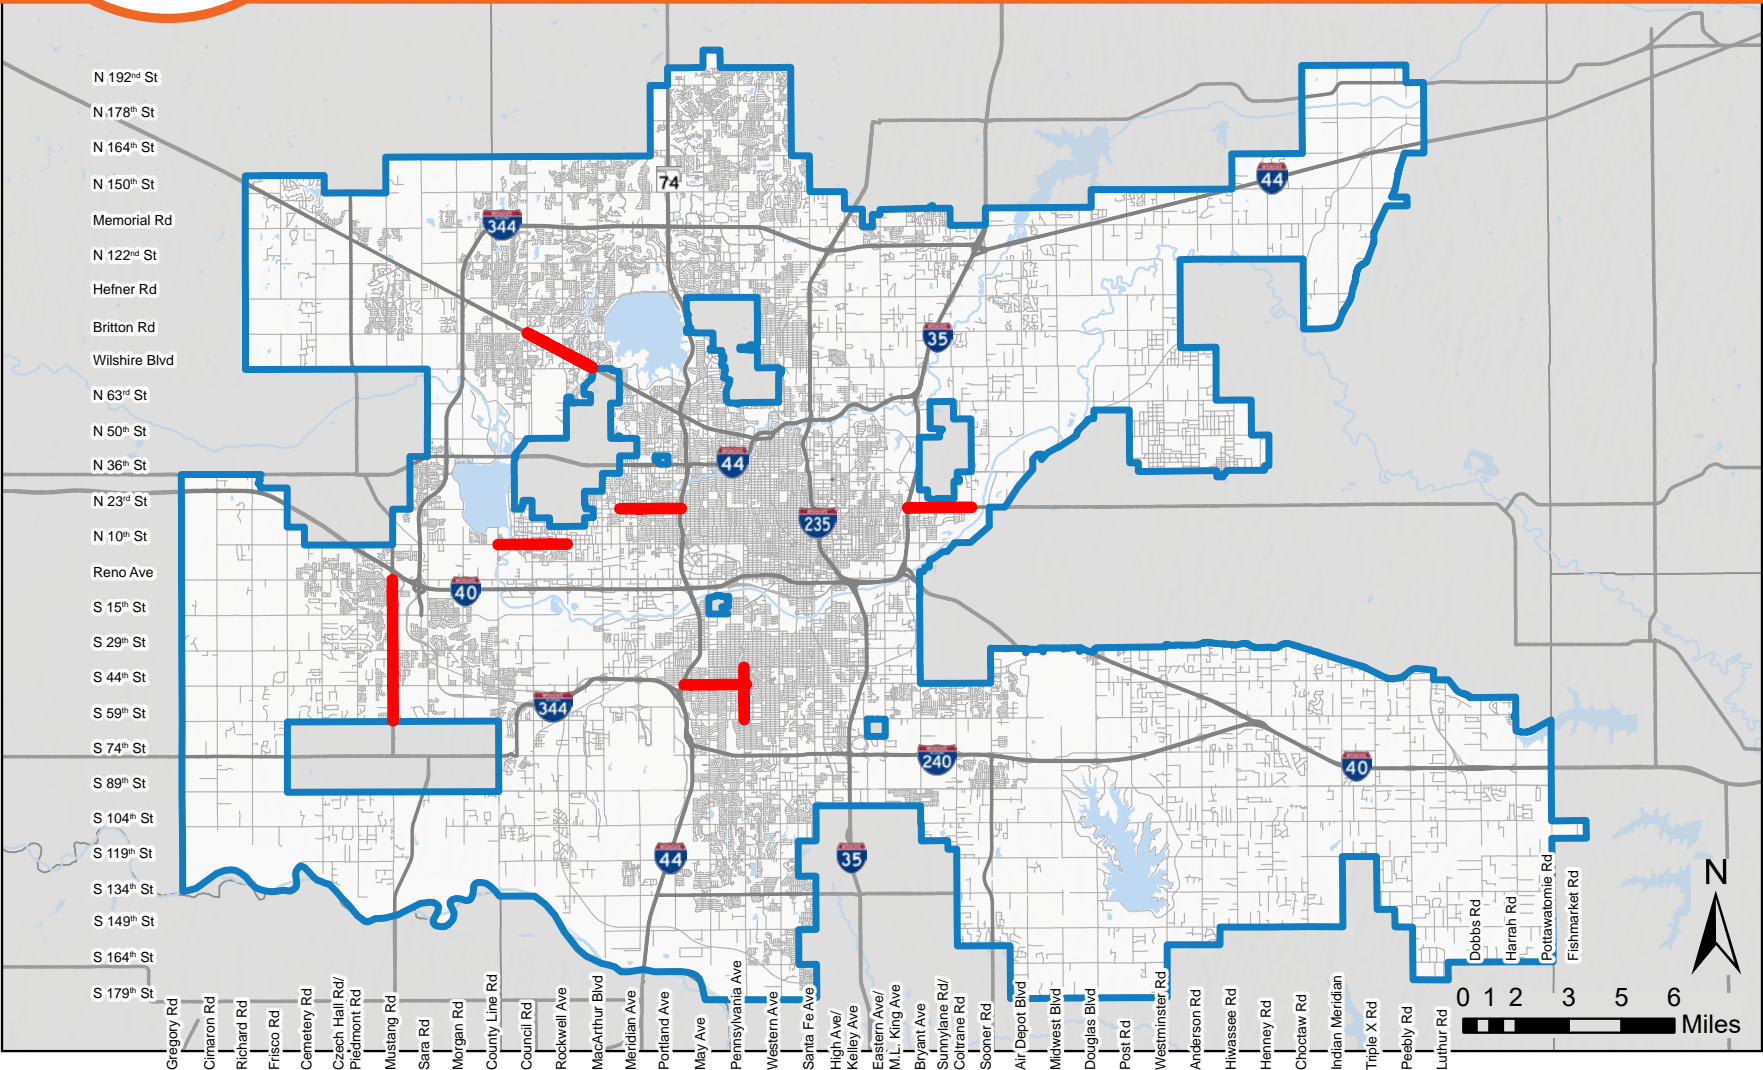 N 192nd St
N 178th St
N 164th St
N 150th St
Memorial Rd
N 122nd St
Hefner Rd
Britton Rd
Wilshire Blvd
N 63rd St
N 50th St
N 36th St
N 23rd St
N 10th St
Reno Ave
S 15th St
S 29th St
S 44th St
S 59th St
S 74th St
S 89th St
S 104th St
S 119th St
S 134th St
S 149th St
S 164th St
S 179th St
74
44
344
35
44
235
40
344
240
40
44
35
Gregory Rd
Cimaron Rd
Richard Rd
Frisco Rd
Cemetery Rd
Czech Hall Rd/
Piedmont Rd
Mustang Rd
Sara Rd
Morgan Rd
County Line Rd
Council Rd
Rockwell Ave
MacArthur Blvd
Meridian Ave
Portland Ave
May Ave
Pennsylvania Ave
Western Ave
Santa Fe Ave
High Ave/
Kelley Ave
Eastern Ave/
M.L. King Ave
Bryant Ave
Sunnylane Rd/
Coltrane Rd
Sooner Rd
Air Depot Blvd
Midwest Blvd
Douglas Blvd
Post Rd
Westminster Rd
Anderson Rd
Hiwassee Rd
Henney Rd
Choctaw Rd
Indian Meridian
Triple X Rd
Peebly Rd
Luthur Rd
Dobbs Rd
Harrah Rd
Pottawatomie Rd
Fishmarket Rd
N
0 1 2 3 5 6
Miles